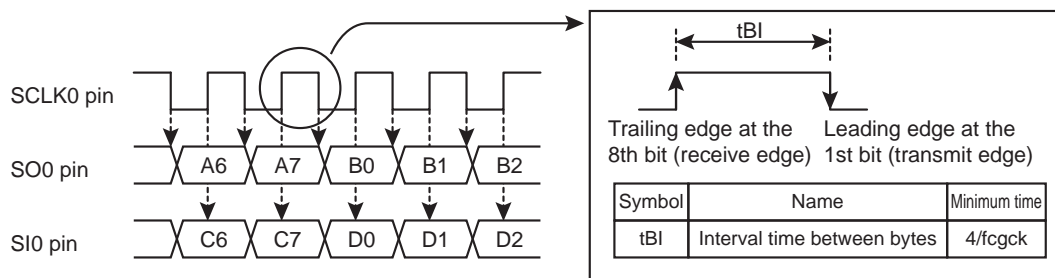 SCLK0 pin
SO0 pin
A6 A7 B0 B1 B2
SI0 pin
C6 C7 D0 D1 D2
tBI
Trailing edge at the
8th bit (receive edge)
Leading edge at the
1st bit (transmit edge)
Symbol Name Minimum time
tBI Interval time between bytes 4/fcgck